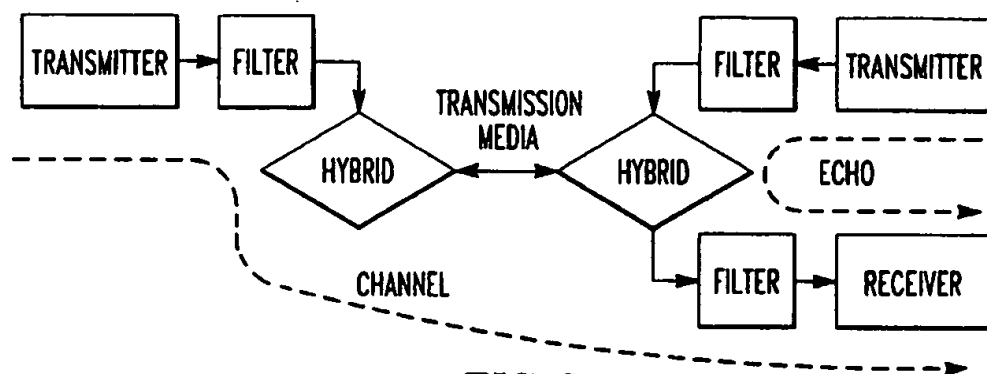 TRANSMITTER
FILTER
FILTER
TRANSMITTER
TRANSMISSION
MEDIA
HYBRID
HYBRID
ECHO
CHANNEL
FILTER
RECEIVER